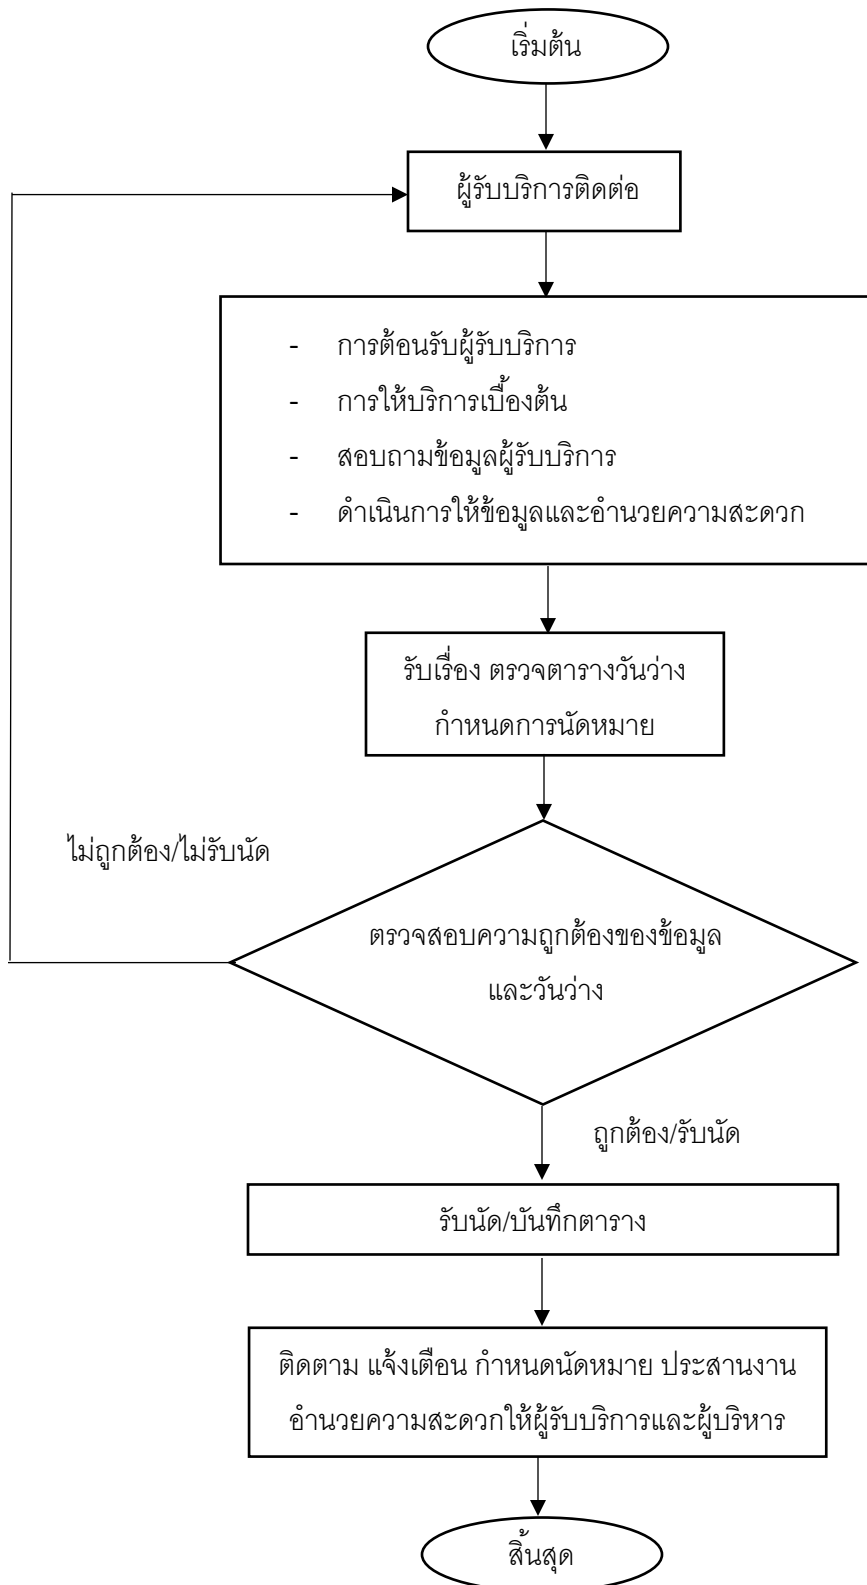 เริ่มต้น
ผู้รับบริการติดต่อ
- การต้อนรับผู้รับบริการ
- การให้บริการเบื้องต้น
- สอบถามข้อมูลผู้รับบริการ
- ดำเนินการให้ข้อมูลและอำนวยความสะดวก
รับเรื่อง ตรวจตารางวันว่าง
กำหนดการนัดหมาย
ไม่ถูกต้อง/ไม่รับนัด
ตรวจสอบความถูกต้องของข้อมูล
และวันว่าง
ถูกต้อง/รับนัด
รับนัด/บันทึกตาราง
ติดตาม แจ้งเตือน กำหนดนัดหมาย ประสานงาน
อำนวยความสะดวกให้ผู้รับบริการและผู้บริหาร
สิ้นสุด